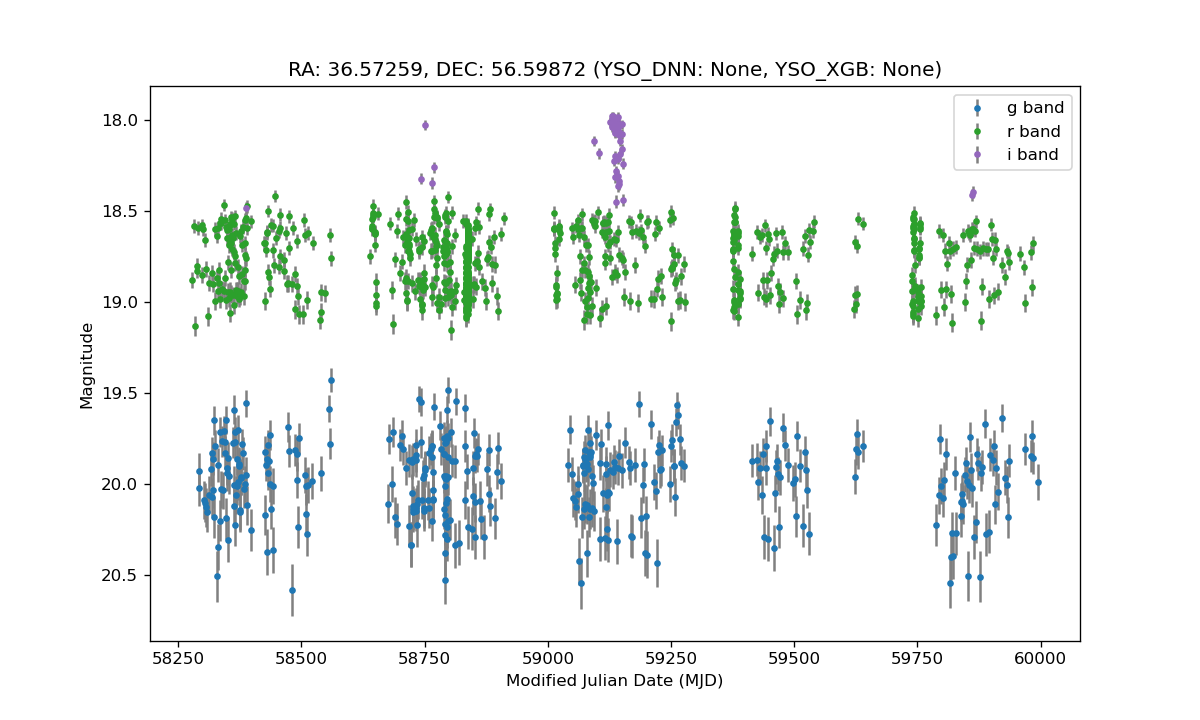 RA: 36.57259, DEC: 56.59872 (YSO_DNN: None, YSO_XGB: None)
g band
r band
i band
18.0
18.5
19.0
19.5
20.0
20.5
Magnitude
58250 58500 58750 59000 59250 59500 59750 60000
Modified Julian Date (MJD)